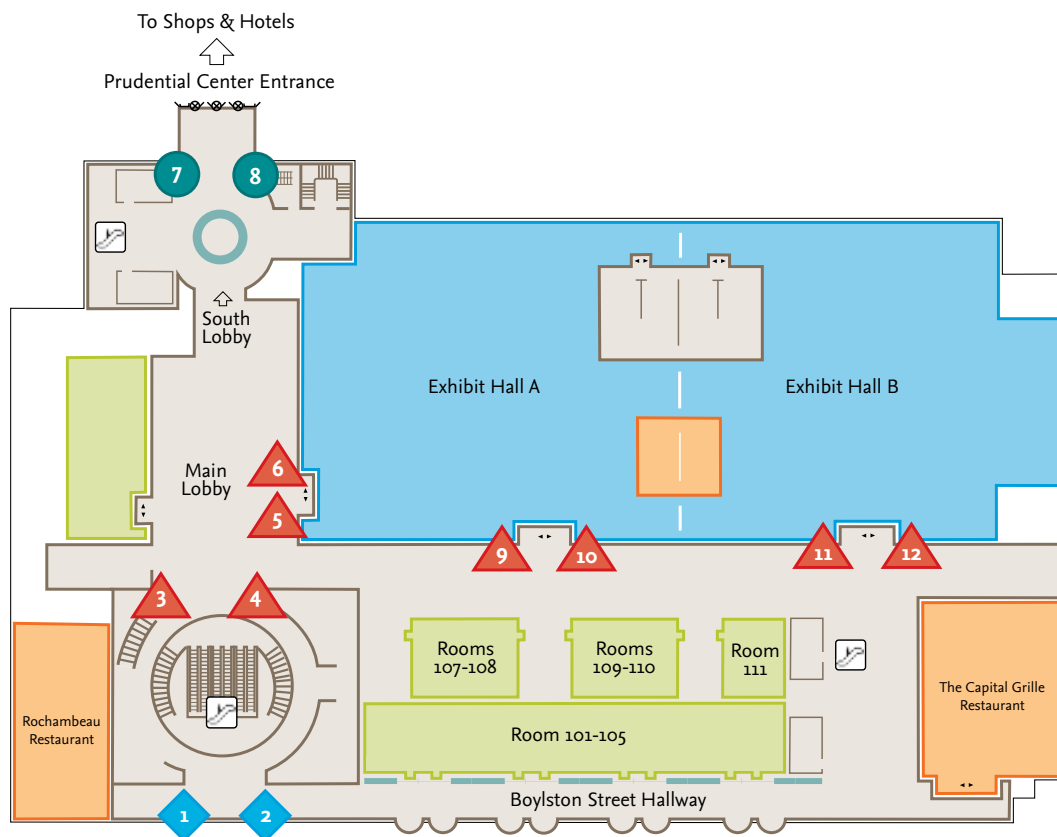 To Shops & Hotels
Prudential Center Entrance
7
8
South
Lobby
Exhibit Hall A
Exhibit Hall B
6
Main
Lobby
5
9
10
11
12
3
4
Rooms
107-108
Rooms
109-110
Room
111
The Capital Grille
Restaurant
Rochambeau
Restaurant
Room 101-105
Boylston Street Hallway
1
2